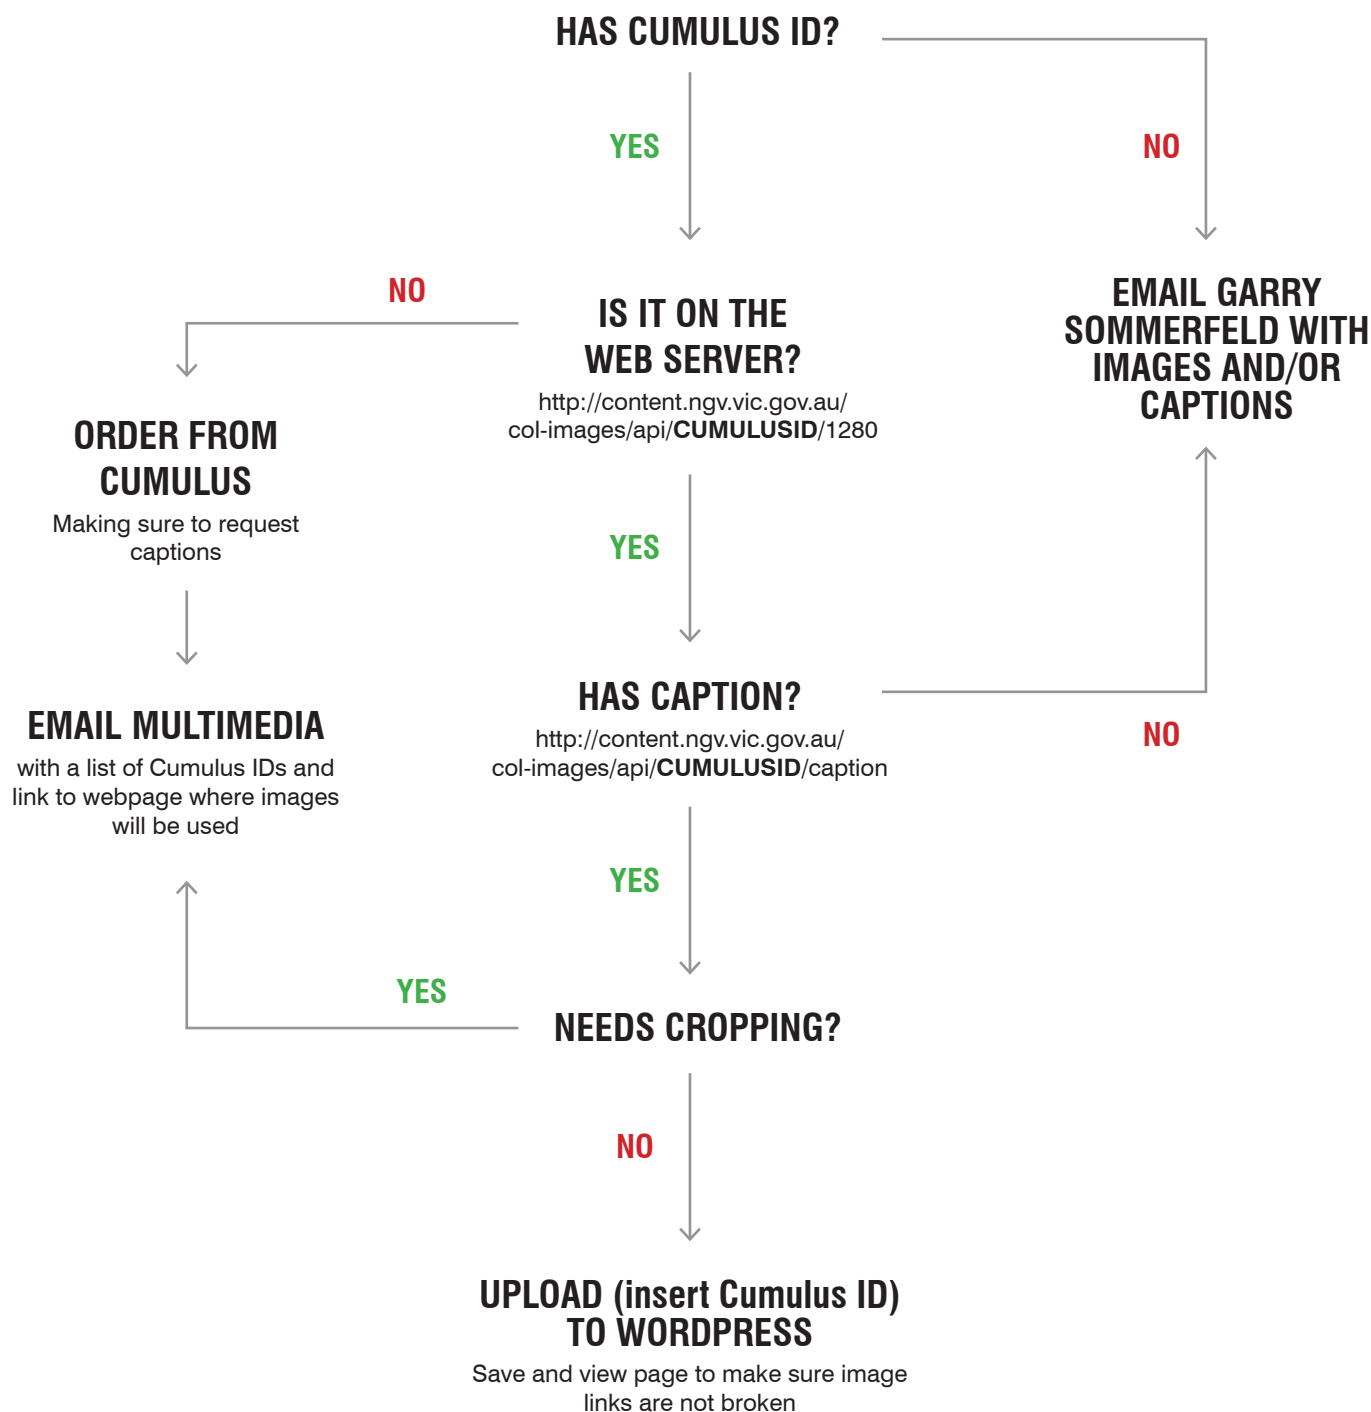 HAS CUMULUS ID?
YES
NO
NO
IS IT ON THE
WEB SERVER?
http://content.ngv.vic.gov.au/
col-images/api/CUMULUSID/1280
EMAIL GARRY
SOMMERFELD WITH
IMAGES AND/OR
CAPTIONS
ORDER FROM
CUMULUS
Making sure to request
captions
YES
HAS CAPTION?
http://content.ngv.vic.gov.au/
col-images/api/CUMULUSID/caption
NO
EMAIL MULTIMEDIA
with a list of Cumulus IDs and
link to webpage where images
will be used
YES
YES
NEEDS CROPPING?
NO
UPLOAD (insert Cumulus ID)
TO WORDPRESS
Save and view page to make sure image
links are not broken